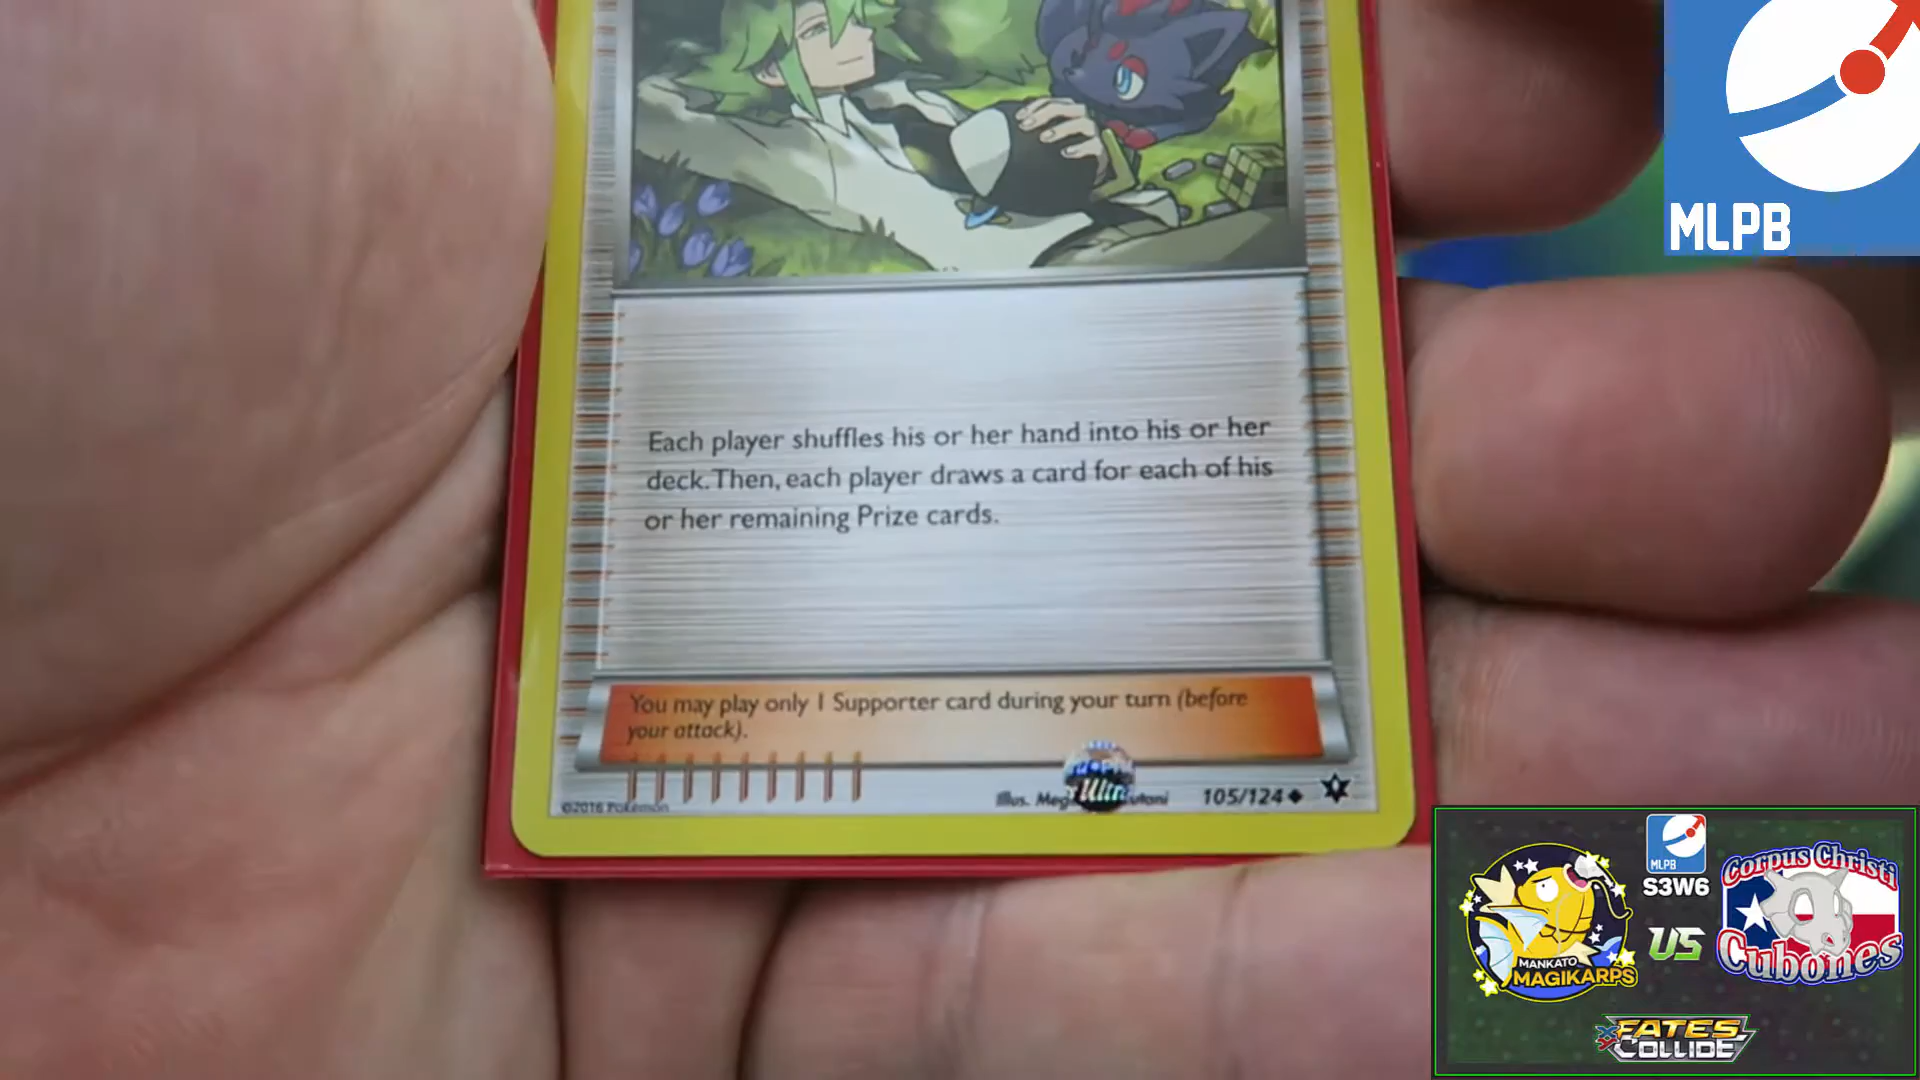 MLPB
Each player shuffles his or her hand into his or her
deck. Then, each player draws a card for each of his
or her remaining Prize cards.
You may play only 1 Supporter card during your turn (before
your attack).
©2016 Pokémon
Illus.
105/124
MLPB
S3W6
MANKATO
MAGIKARPS
VS
Corpus Christi
Cubones
XY
FATES
COLLIDE